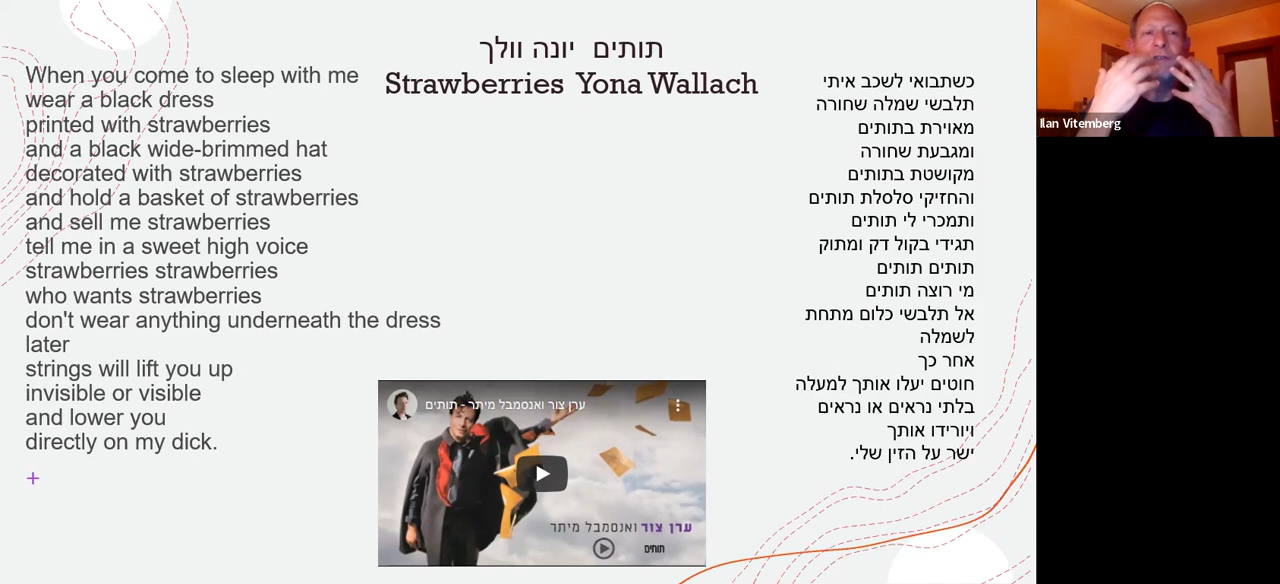 תותים יונה וולך
Strawberries Yona Wallach
When you come to sleep with me
wear a black dress
printed with strawberries
and a black wide-brimmed hat
decorated with strawberries
and hold a basket of strawberries
and sell me strawberries
tell me in a sweet high voice
strawberries strawberries
who wants strawberries
don't wear anything underneath the dress
later
strings will lift you up
invisible or visible
and lower you
directly on my dick.
+
כשתבואי לשכב איתי
תלבשי שמלה שחורה
מאוירת בתותים
ומגבעת שחורה
מקושטת בתותים
והחזיקי סלסלת תותים
ותמכרי לי תותים
תגידי בקול דק ומתוק
תותים תותים
מי רוצה תותים
אל תלבשי כלום מתחת
לשמלה
אחר כך
חוטים יעלו אותך למעלה
בלתי נראים או נראים
ויורידו אותך
ישר על הזין שלי.
ערן צור ואנסמבל מיתר - תותים
ערן צור ואנסמבל מיתר
תותים
Ilan Vitemberg